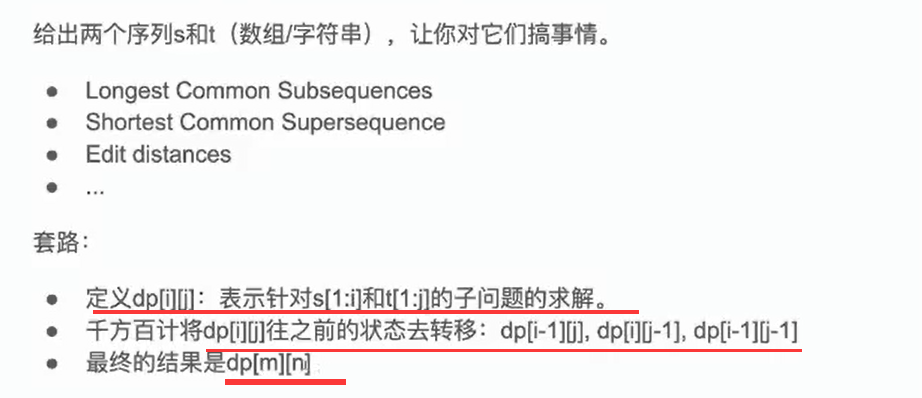 给出两个序列s和t（数组/字符串），让你对它们搞事情。
● Longest Common Subsequences
● Shortest Common Supersequence
● Edit distances
● ...
套路：
● 定义dp[i][j]：表示针对s[1:i]和t[1:j]的子问题的求解。
● 千方百计将dp[i][j]往之前的状态去转移：dp[i-1][j], dp[i][j-1], dp[i-1][j-1]
● 最终的结果是dp[m][n]